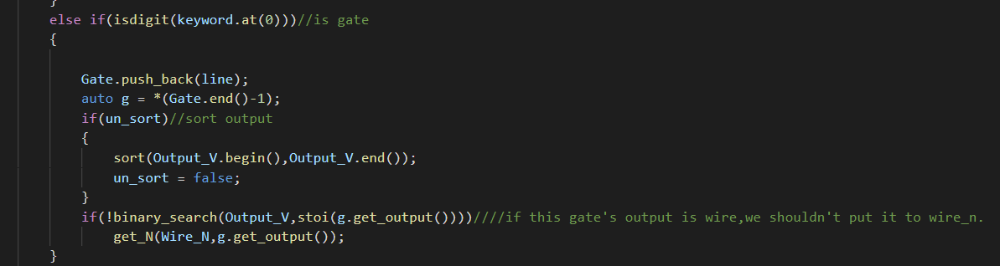 }
else if(isdigit(keyword.at(0)))//is gate
{
Gate.push_back(line);
auto g = *(Gate.end()-1);
if(un_sort)//sort output
{
sort(Output_V.begin(),Output_V.end());
un_sort = false;
}
if(!binary_search(Output_V,stoi(g.get_output())))////if this gate's output is wire,we shouldn't put it to wire_n.
get_N(Wire_N,g.get_output());
}